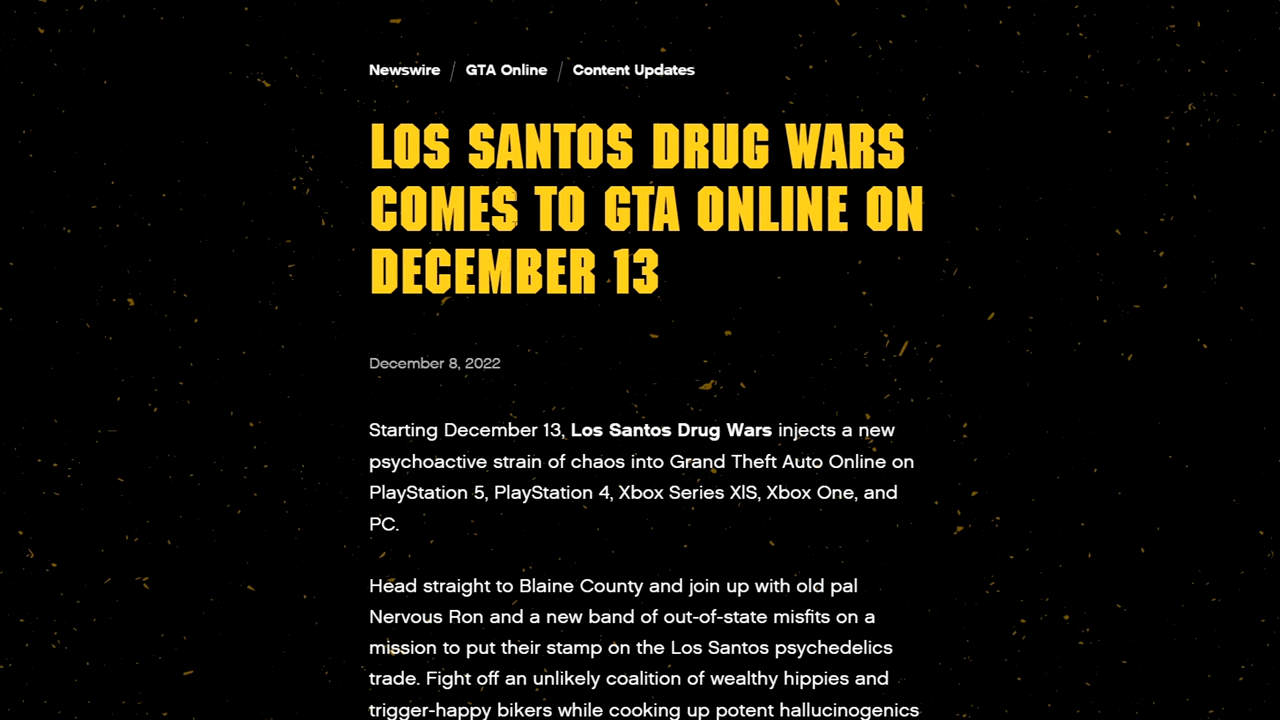 Newswire / GTA Online / Content Updates
LOS SANTOS DRUG WARS
COMES TO GTA ONLINE ON
DECEMBER 13
December 8, 2022
Starting December 13, Los Santos Drug Wars injects a new
psychoactive strain of chaos into Grand Theft Auto Online on
PlayStation 5, PlayStation 4, Xbox Series X|S, Xbox One, and
PC.
Head straight to Blaine County and join up with old pal
Nervous Ron and a new band of out-of-state misfits on a
mission to put their stamp on the Los Santos psychedelics
trade. Fight off an unlikely coalition of wealthy hippies and
trigger-happy bikers while cooking up potent hallucinogenics